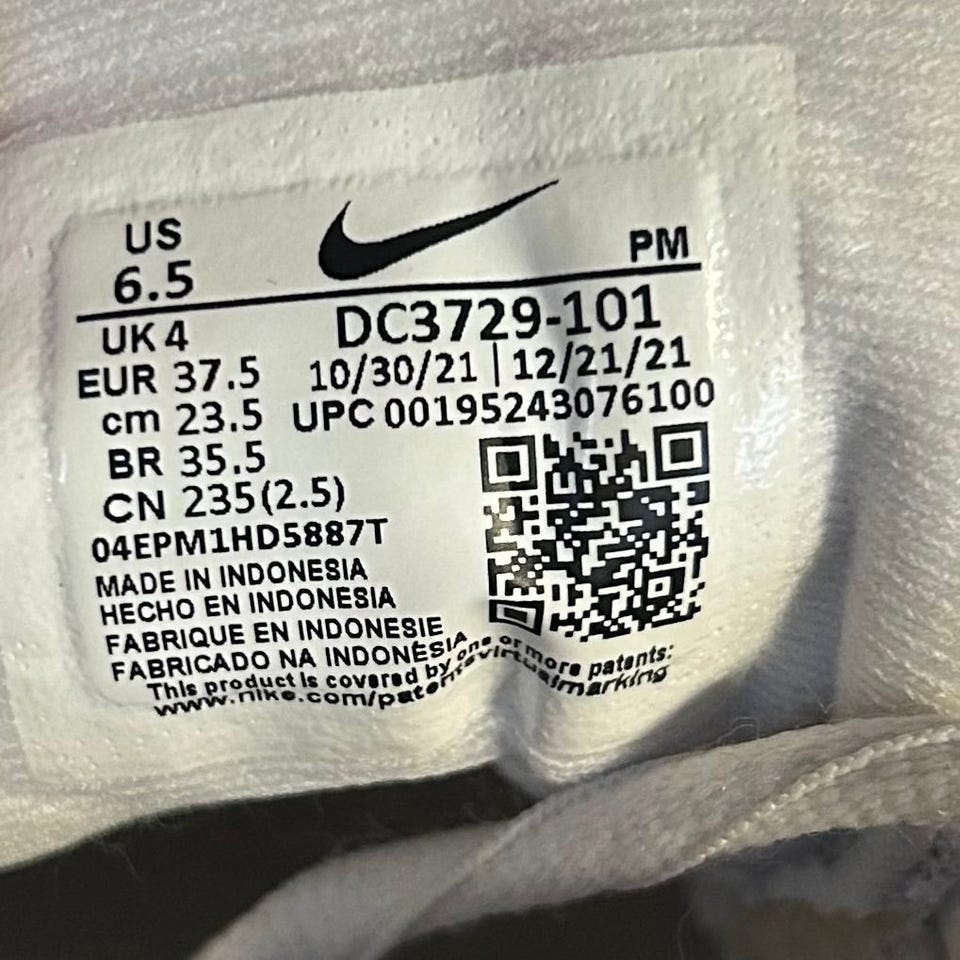 US
6.5
PM
UK 4
DC3729-101
EUR 37.5
10/30/21 | 12/21/21
cm 23.5
UPC 00195243076100
BR 35.5
CN 235(2.5)
04EPM1HD5887T
MADE IN INDONESIA
HECHO EN INDONESIA
FABRIQUE EN INDONESIE
FABRICADO NA INDONÉSIA
This product is covered by one or more patents:
www.nike.com/patentsvirtualmarking